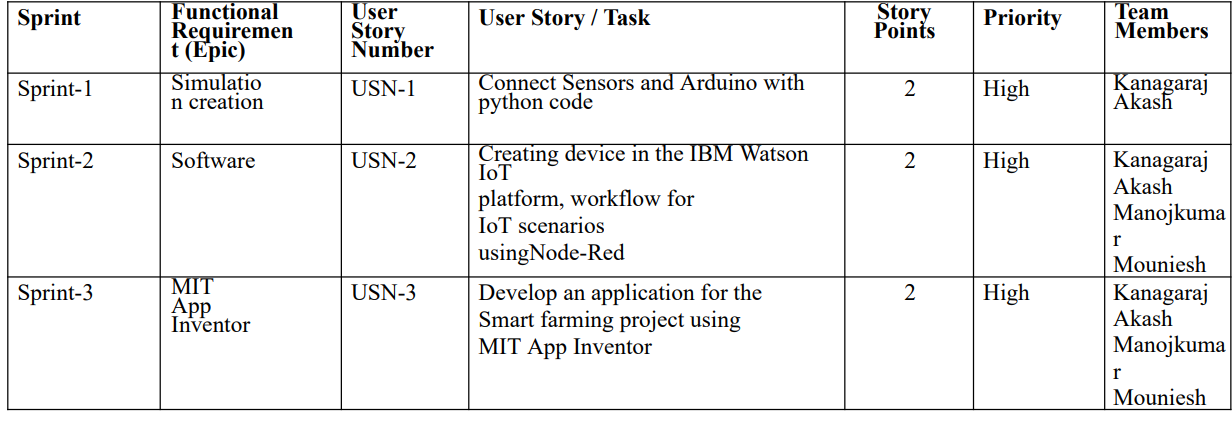 Sprint
Functional
Requiremen
t (Epic)
User
Story
Number
User Story / Task
Story
Points
Priority
Team
Members
Sprint-1
Simulatio
n creation
USN-1
Connect Sensors and Arduino with
python code
2
High
Kanagaraj
Akash
Sprint-2
Software
USN-2
Creating device in the IBM Watson
IoT
platform, workflow for
IoT scenarios
usingNode-Red
2
High
Kanagaraj
Akash
Manojkuma
r
Mouniesh
Sprint-3
MIT
App
Inventor
USN-3
Develop an application for the
Smart farming project using
MIT App Inventor
2
High
Kanagaraj
Akash
Manojkuma
r
Mouniesh